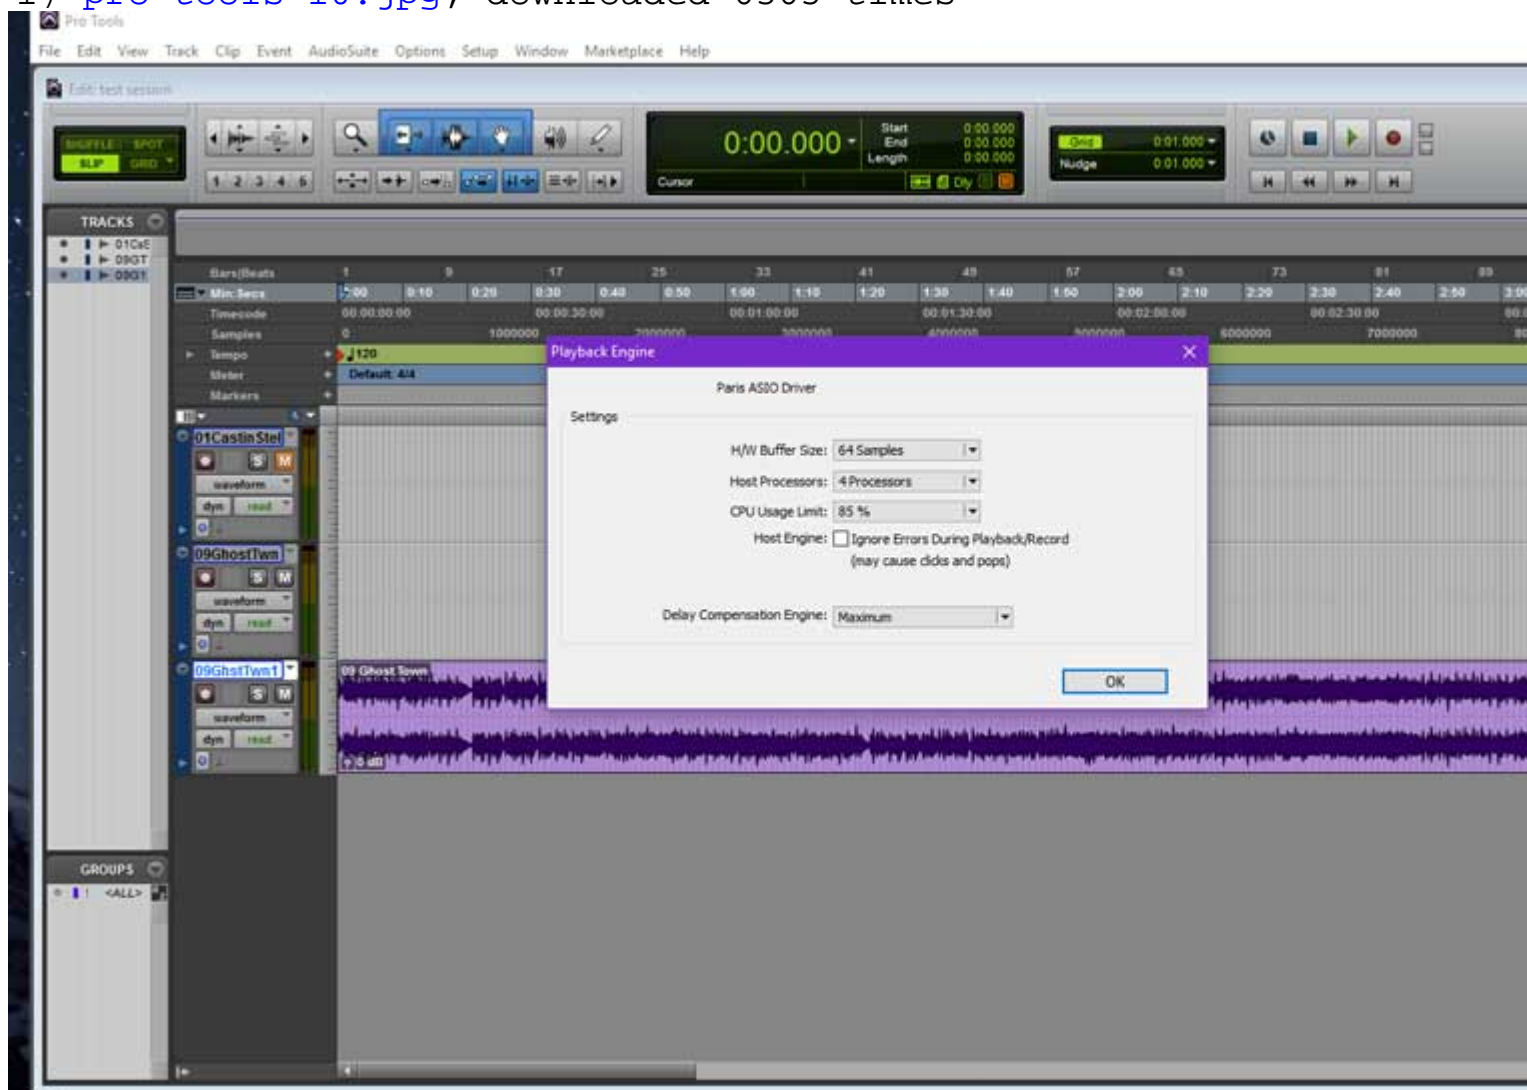 Pro Tools
File Edit View Track Clip Event AudioSuite Options Setup Window Marketplace Help
Edit: test session
SHUFFLE SPOT
SLIP GRID
1 2 3 4 5
0:00.000
Start 0:00.000
End 0:00.000
Length 0:00.000
Cursor
Dly
Grid 0:01.000
Nudge 0:01.000
TRACKS
01CsS
09GT
09G1
Bars|Beats 1 9 17 25 33 41 49 57 65 73 81 89
Min:Secs 0:00 0:10 0:20 0:30 0:40 0:50 1:00 1:10 1:20 1:30 1:40 1:50 2:00 2:10 2:20 2:30 2:40 2:50 3:00
Timecode 00:00:00:00 00:00:30:00 00:01:00:00 00:01:30:00 00:02:00:00 00:02:30:00
Samples 0 1000000 2000000 3000000 4000000 5000000 6000000 7000000
Tempo 120
Meter Default: 4/4
Markers
Playback Engine
Paris ASIO Driver
Settings
H/W Buffer Size: 64 Samples
Host Processors: 4 Processors
CPU Usage Limit: 85 %
Host Engine: Ignore Errors During Playback/Record
(may cause clicks and pops)
Delay Compensation Engine: Maximum
OK
01CastinStel
S M
waveform
dyn read
09GhostTwn
S M
waveform
dyn read
09GhstTwn1
S M
waveform
dyn read
09 Ghost Town
0 dB
GROUPS
! <ALL>